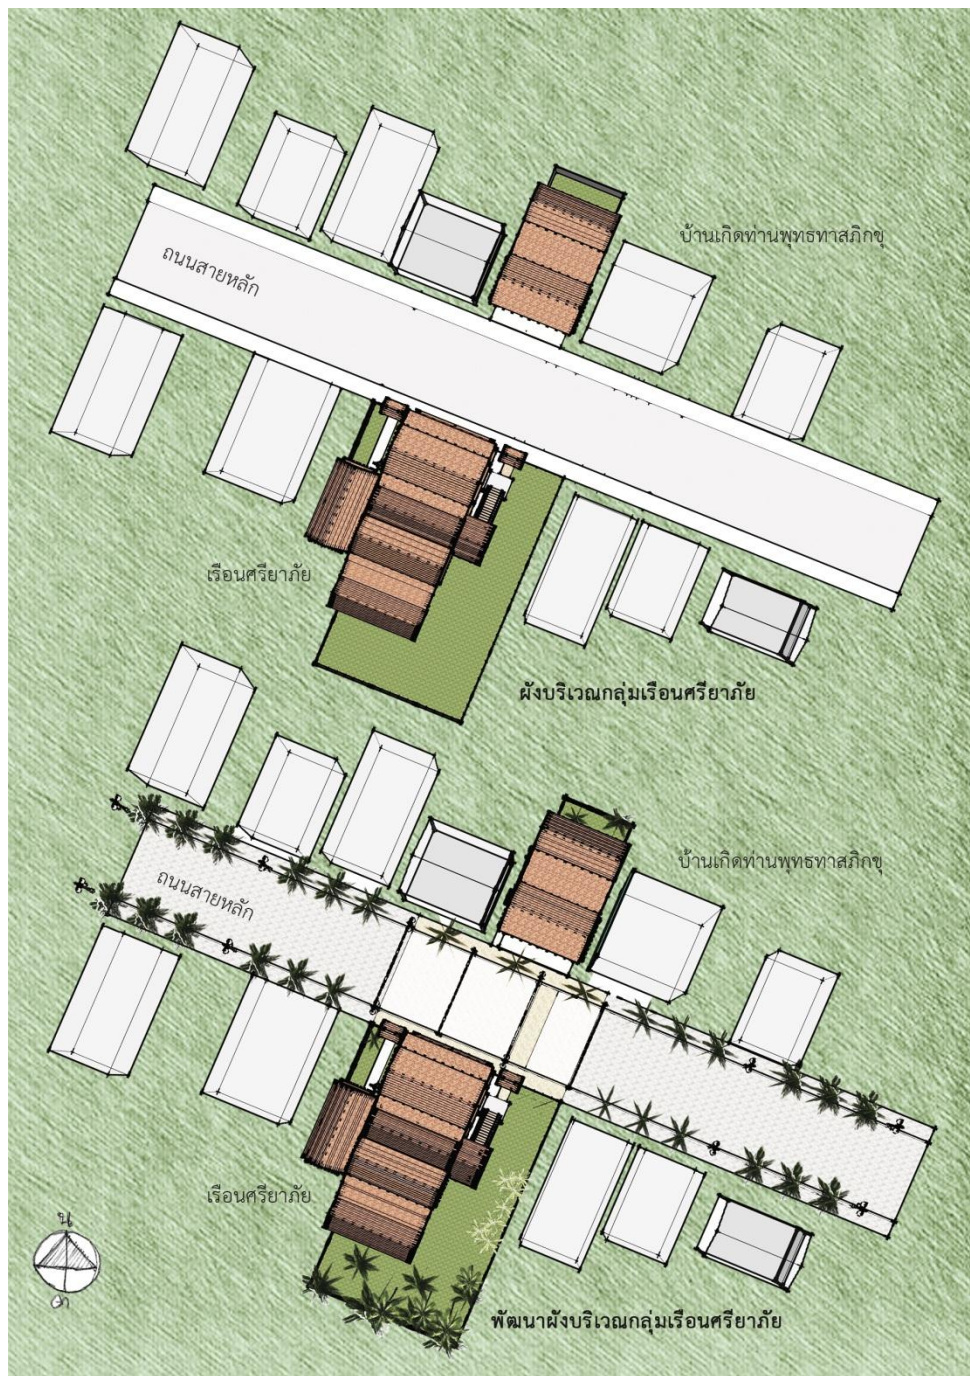 บ้านเกิดท่านพุทธทาสภิกขุ
ถนนสายหลัก
เรือนศรียาภัย
ผังบริเวณกลุ่มเรือนศรียาภัย
บ้านเกิดท่านพุทธทาสภิกขุ
ถนนสายหลัก
เรือนศรียาภัย
น
พัฒนาผังบริเวณกลุ่มเรือนศรียาภัย